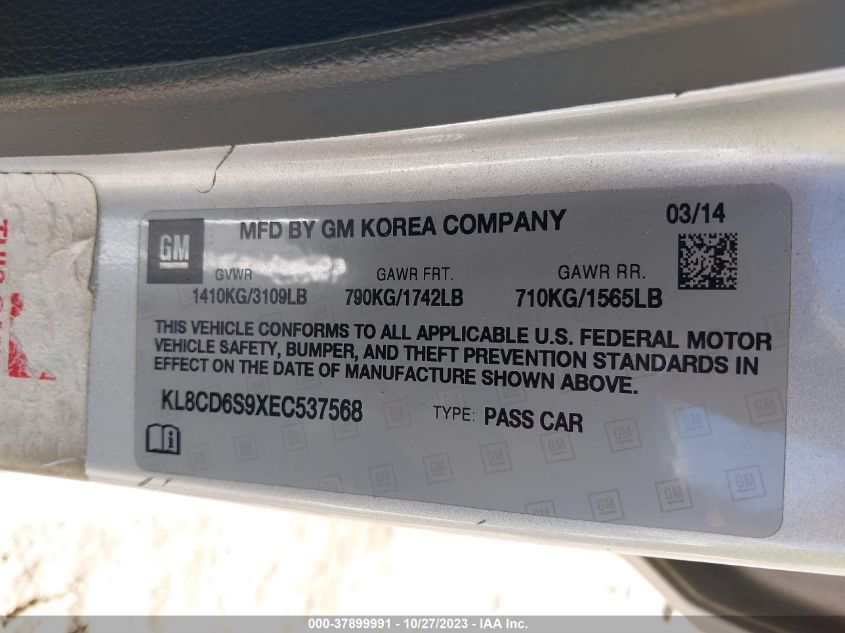 GM
MFD BY GM KOREA COMPANY
03/14
GVWR
GAWR FRT.
GAWR RR.
1410KG/3109LB
790KG/1742LB
710KG/1565LB
THIS VEHICLE CONFORMS TO ALL APPLICABLE U.S. FEDERAL MOTOR
VEHICLE SAFETY, BUMPER, AND THEFT PREVENTION STANDARDS IN
EFFECT ON THE DATE OF MANUFACTURE SHOWN ABOVE.
KL8CD6S9XEC537568
TYPE: PASS CAR
000-37899991 - 10/27/2023 - IAA Inc.